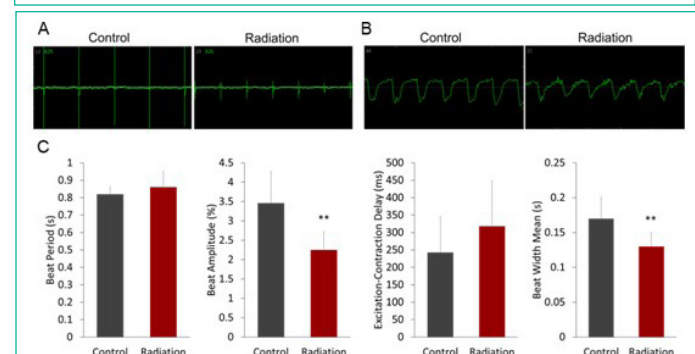 A
B
Control
Radiation
Control
Radiation
625
625
C
Beat Period (s)
1
0.9
0.8
0.7
0.6
0.5
0.4
0.3
0.2
0.1
0
Control
Radiation
Beat Amplitude (%)
4.5
4
3.5
3
2.5
2
1.5
1
0.5
0
**
Control
Radiation
Excitation-Contraction Delay (ms)
500
450
400
350
300
250
200
150
100
50
0
Control
Radiation
Beat Width Mean (s)
0.25
0.2
0.15
0.1
0.05
0
**
Control
Radiation